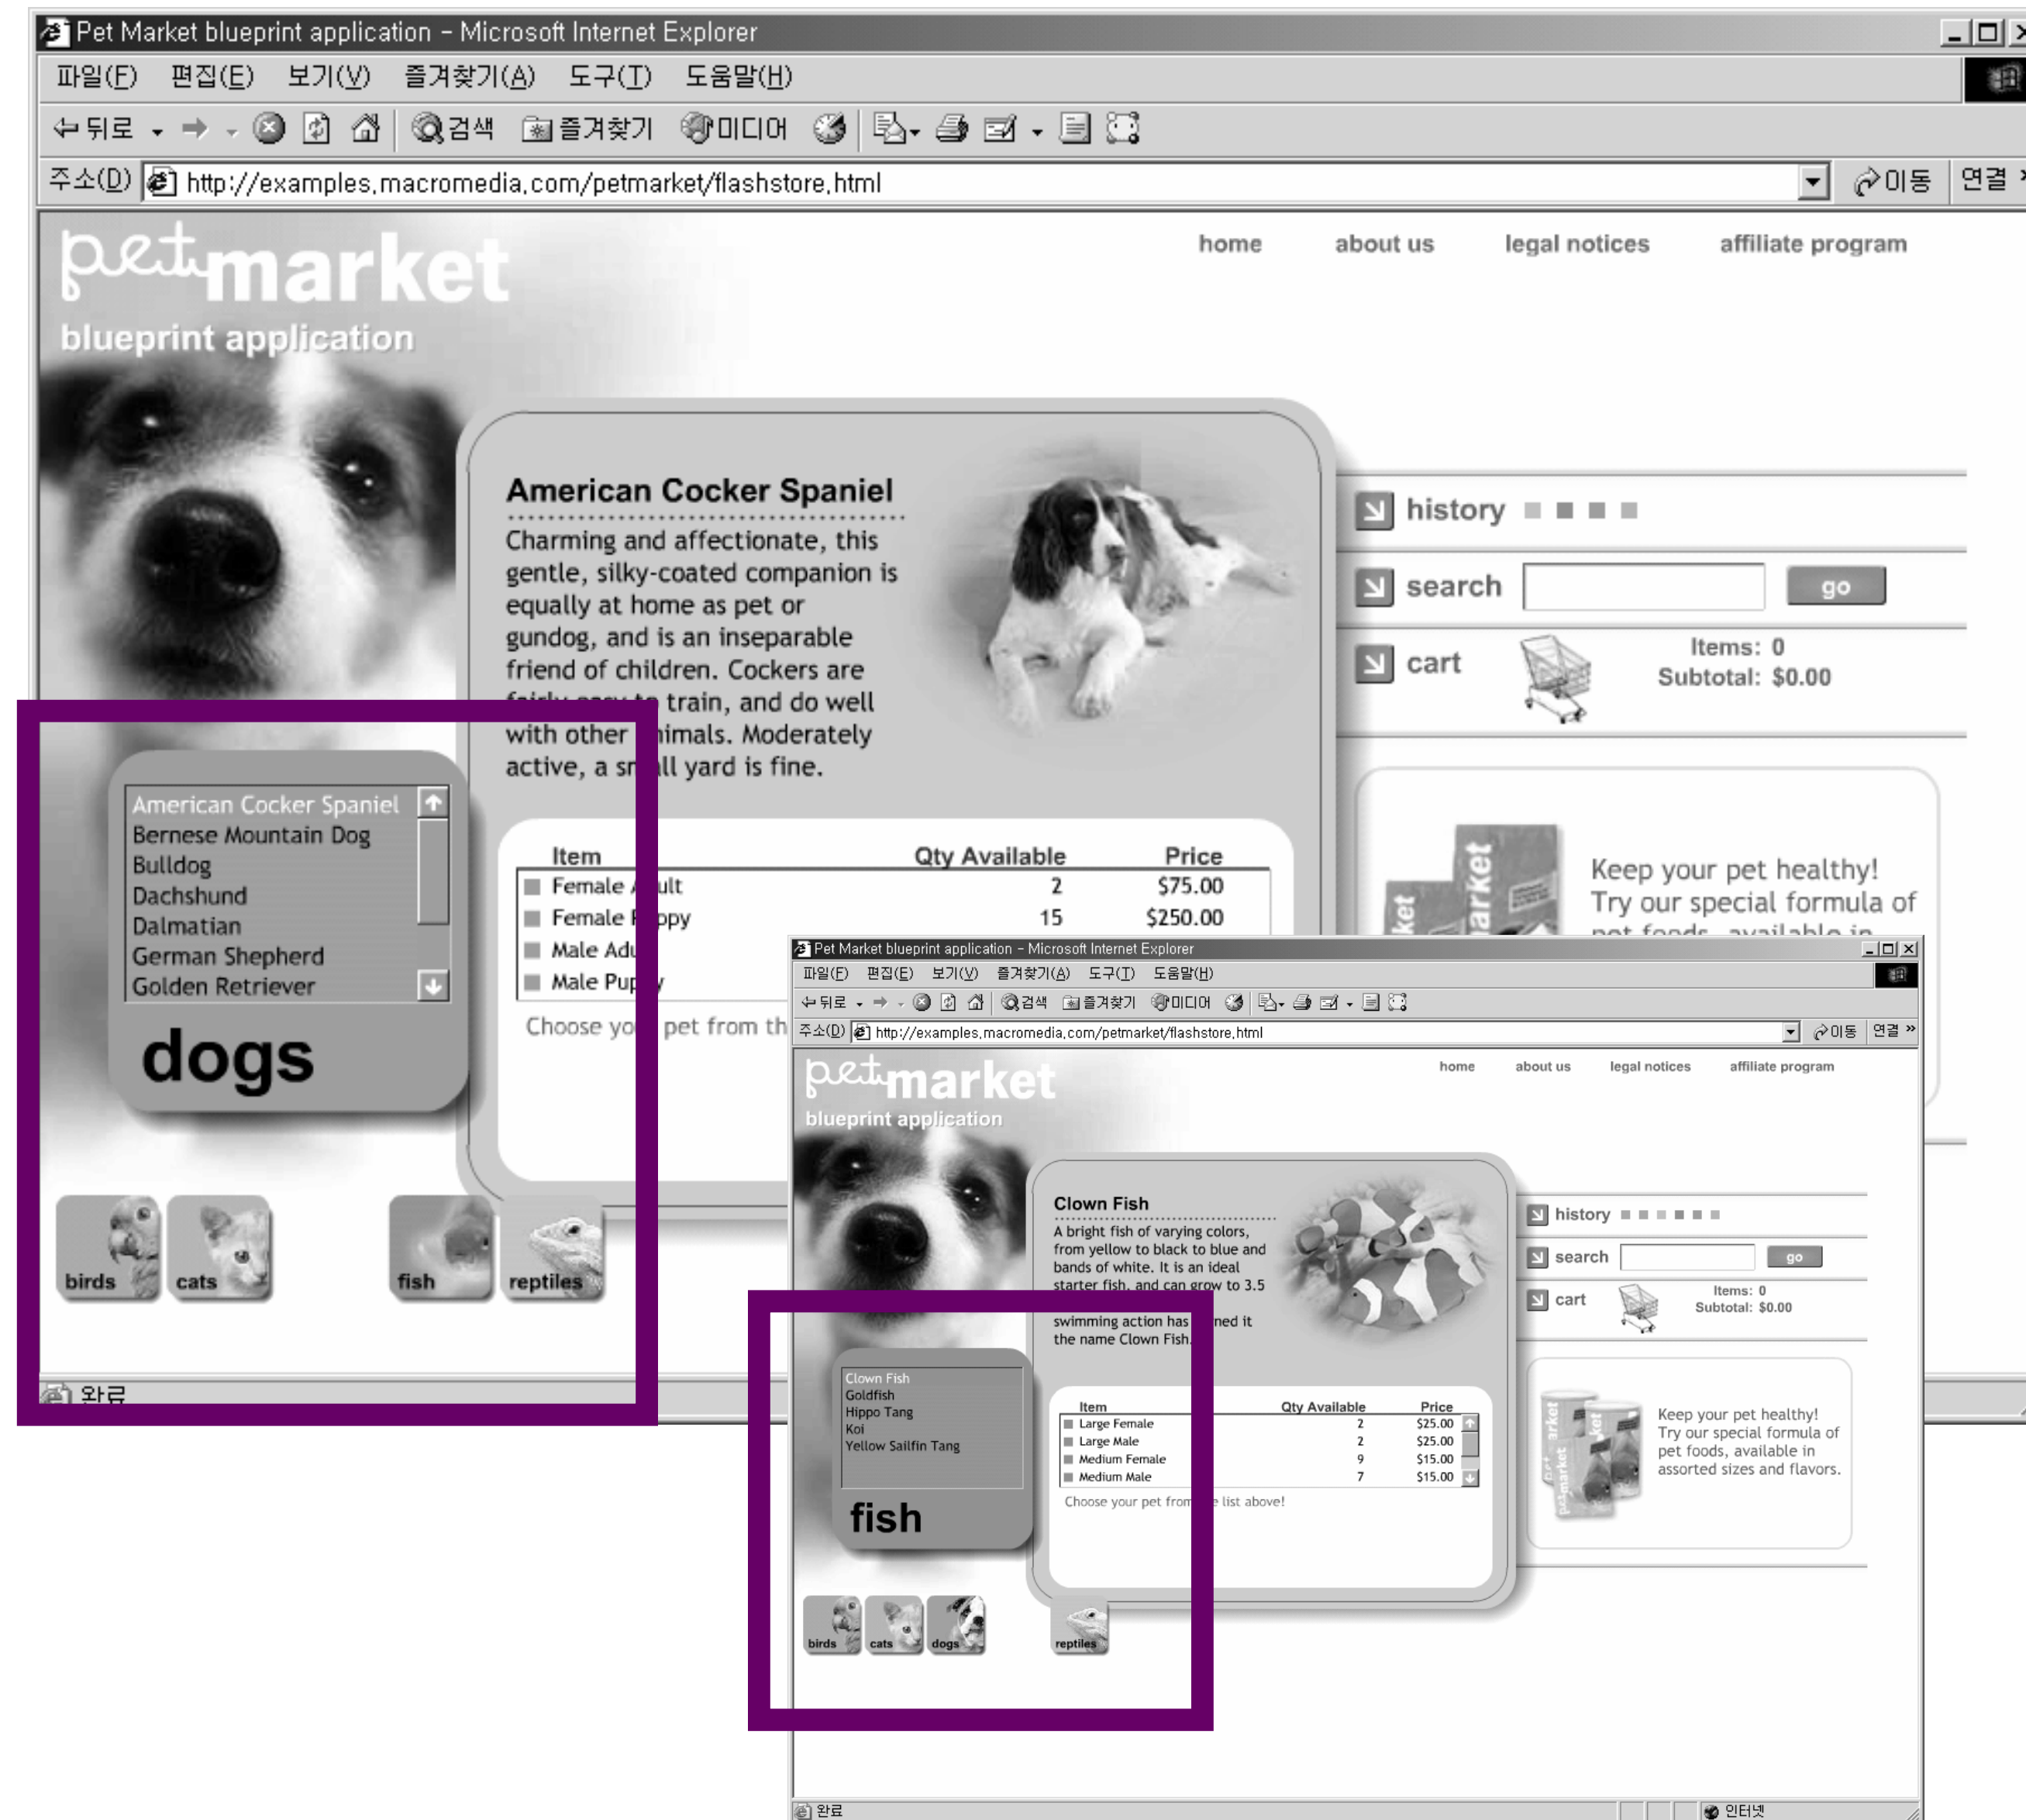 Pet Market blueprint application - Microsoft Internet Explorer
파일(F) 편집(E) 보기(V) 즐겨찾기(A) 도구(T) 도움말(H)
뒤로 검색 즐겨찾기 미디어
주소(D) http://examples.macromedia.com/petmarket/flashstore.html 이동 연결 »
pet market
blueprint application
home about us legal notices affiliate program
American Cocker Spaniel
Charming and affectionate, this
gentle, silky-coated companion is
equally at home as pet or
gundog, and is an inseparable
friend of children. Cockers are
fairly easy to train, and do well
with other animals. Moderately
active, a small yard is fine.
Item Qty Available Price
Female Adult 2 $75.00
Female Puppy 15 $250.00
Male Adu
Male Puppy
Choose your pet from th
history
search go
cart Items: 0
Subtotal: $0.00
Keep your pet healthy!
Try our special formula of
pet foods, available in
American Cocker Spaniel
Bernese Mountain Dog
Bulldog
Dachshund
Dalmatian
German Shepherd
Golden Retriever
dogs
birds cats fish reptiles
완료
Pet Market blueprint application - Microsoft Internet Explorer
파일(F) 편집(E) 보기(V) 즐겨찾기(A) 도구(T) 도움말(H)
뒤로 검색 즐겨찾기 미디어
주소(D) http://examples.macromedia.com/petmarket/flashstore.html 이동 연결 »
pet market
blueprint application
home about us legal notices affiliate program
Clown Fish
A bright fish of varying colors,
from yellow to black to blue and
bands of white. It is an ideal
starter fish, and can grow to 3.5
swimming action has earned it
the name Clown Fish.
Item Qty Available Price
Large Female 2 $25.00
Large Male 2 $25.00
Medium Female 9 $15.00
Medium Male 7 $15.00
Choose your pet from the list above!
history
search go
cart Items: 0
Subtotal: $0.00
Keep your pet healthy!
Try our special formula of
pet foods, available in
assorted sizes and flavors.
Clown Fish
Goldfish
Hippo Tang
Koi
Yellow Sailfin Tang
fish
birds cats dogs reptiles
완료 인터넷